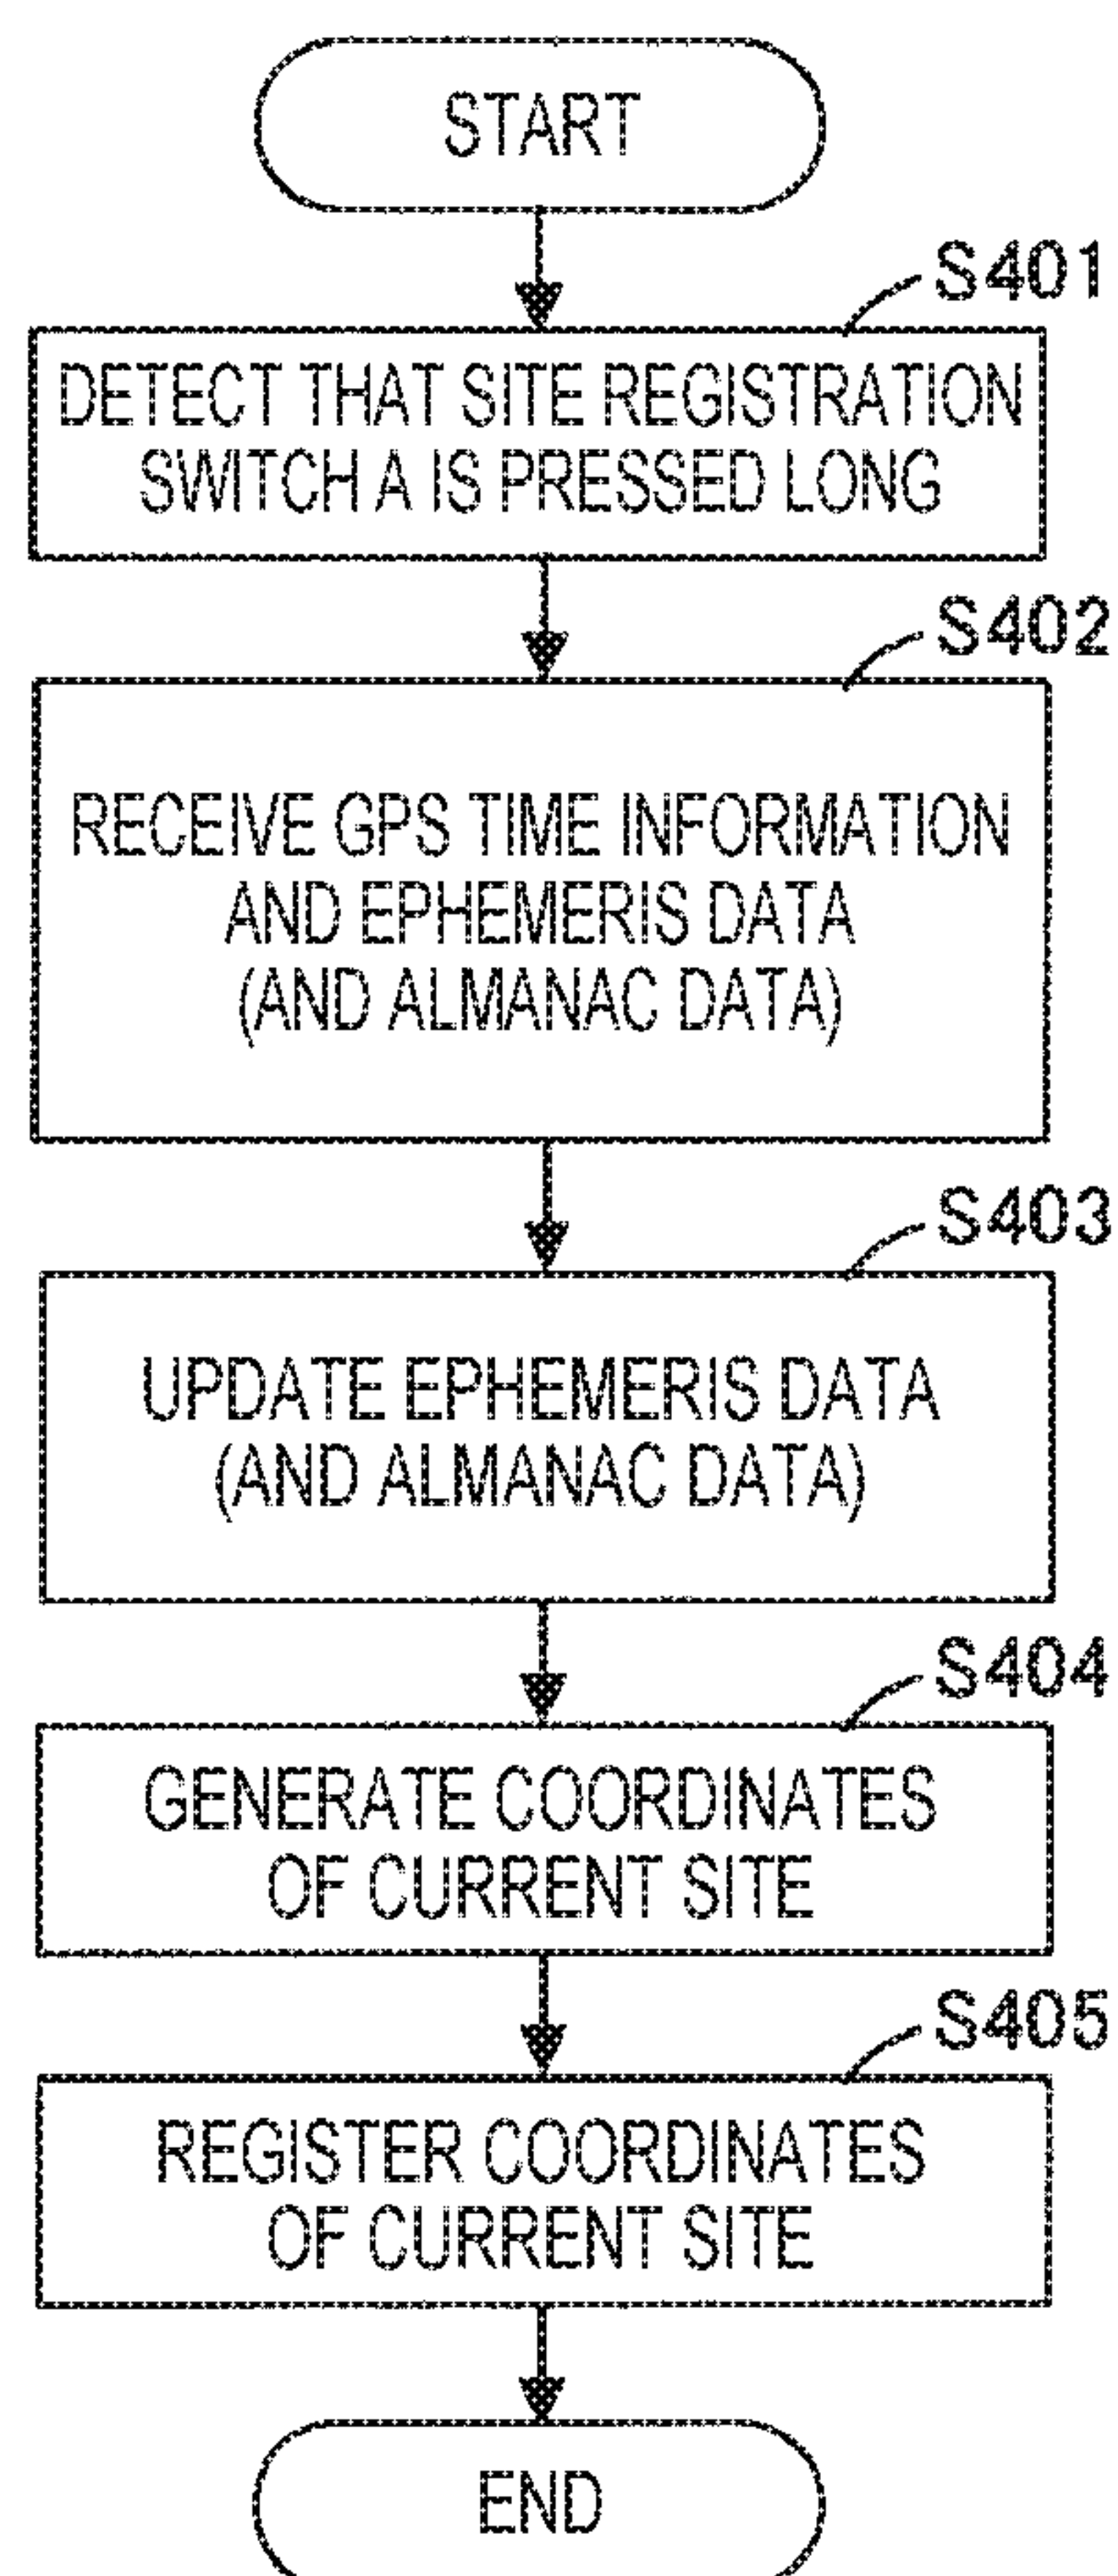 START
S401
DETECT THAT SITE REGISTRATION
SWITCH A IS PRESSED LONG
S402
RECEIVE GPS TIME INFORMATION
AND EPHEMERIS DATA
(AND ALMANAC DATA)
S403
UPDATE EPHEMERIS DATA
(AND ALMANAC DATA)
S404
GENERATE COORDINATES
OF CURRENT SITE
S405
REGISTER COORDINATES
OF CURRENT SITE
END